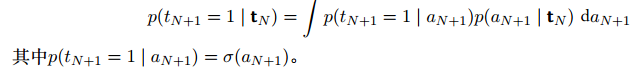 p(t_{N+1} = 1 | 𝐭_N) = ∫ p(t_{N+1} = 1 | a_{N+1})p(a_{N+1} | 𝐭_N) da_{N+1}
其中p(t_{N+1} = 1 | a_{N+1}) = σ(a_{N+1})。